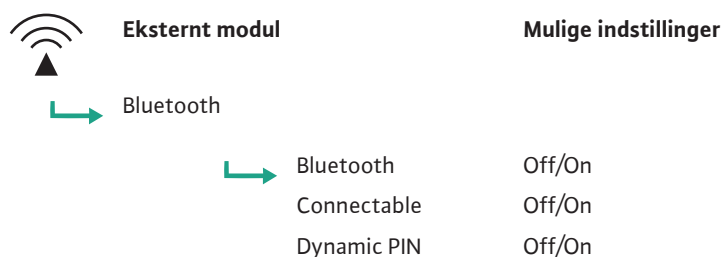 Eksternt modul Mulige indstillinger
Bluetooth
Bluetooth Off/On
Connectable Off/On
Dynamic PIN Off/On